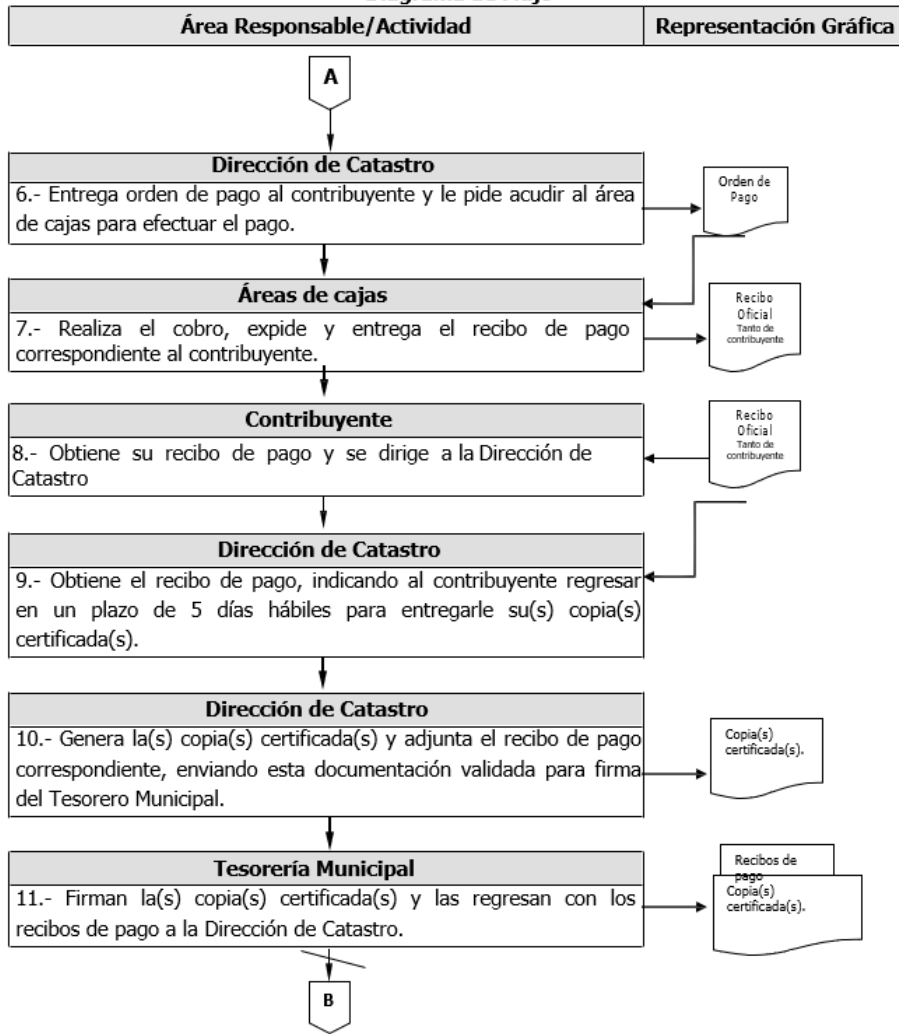 Área Responsable/Actividad
Representación Gráfica
A
Dirección de Catastro
6.- Entrega orden de pago al contribuyente y le pide acudir al área
de cajas para efectuar el pago.
Orden de
Pago
Áreas de cajas
7.- Realiza el cobro, expide y entrega el recibo de pago
correspondiente al contribuyente.
Recibo
Oficial
Tanto de
contribuyente
Contribuyente
8.- Obtiene su recibo de pago y se dirige a la Dirección de
Catastro
Recibo
Oficial
Tanto de
contribuyente
Dirección de Catastro
9.- Obtiene el recibo de pago, indicando al contribuyente regresar
en un plazo de 5 días hábiles para entregarle su(s) copia(s)
certificada(s).
Dirección de Catastro
10.- Genera la(s) copia(s) certificada(s) y adjunta el recibo de pago
correspondiente, enviando esta documentación validada para firma
del Tesorero Municipal.
Copia(s)
certificada(s).
Tesorería Municipal
11.- Firman la(s) copia(s) certificada(s) y las regresan con los
recibos de pago a la Dirección de Catastro.
Recibos de
pago
Copia(s)
certificada(s).
B